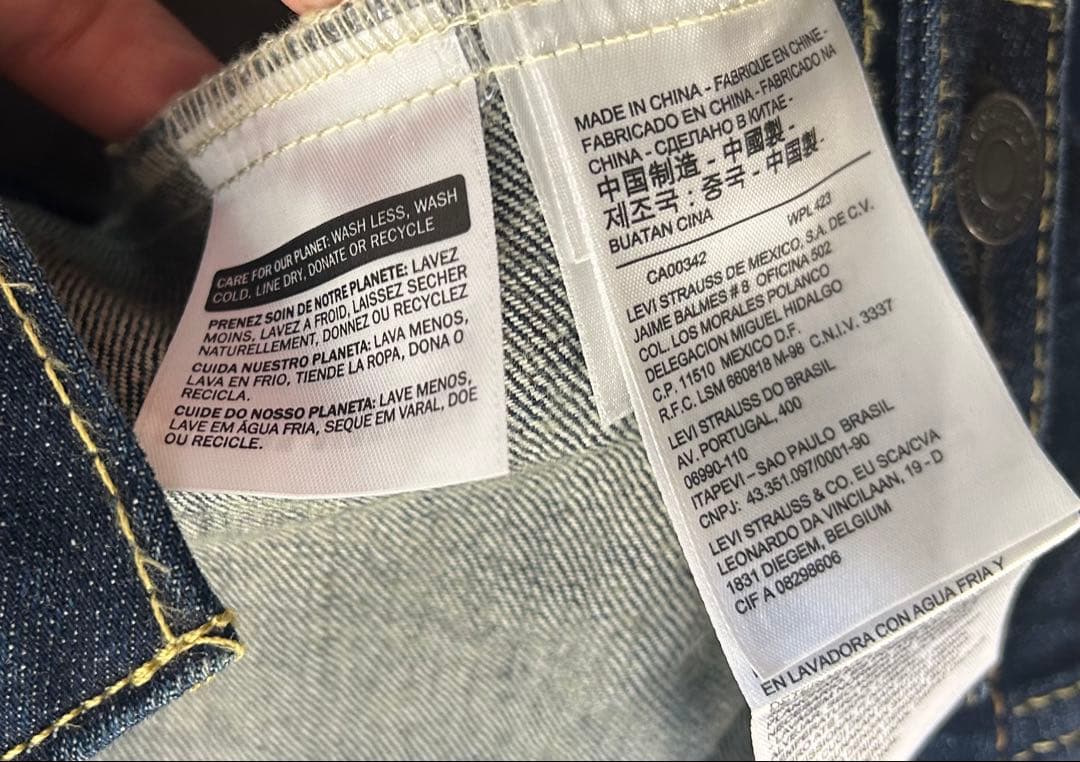 CARE FOR OUR PLANET: WASH LESS, WASH
COLD, LINE DRY, DONATE OR RECYCLE
PRENEZ SOIN DE NOTRE PLANETE: LAVEZ
MOINS, LAVEZ A FROID, LAISSEZ SECHER
NATURELLEMENT, DONNEZ OU RECYCLEZ
CUIDA NUESTRO PLANETA: LAVA MENOS,
LAVA EN FRIO, TIENDE LA ROPA, DONA O
RECICLA.
CUIDE DO NOSSO PLANETA: LAVE MENOS,
LAVE EM ÁGUA FRIA, SEQUE EM VARAL, DOE
OU RECICLE.
MADE IN CHINA - FABRIQUE EN CHINE -
FABRICADO EN CHINA - FABRICADO NA
CHINA - СДЕЛАНО В КИТАЕ -
中国制造 - 中國製 -
제조국 : 중국 - 中国製 -
BUATAN CINA
CA00342 WPL 423
LEVI STRAUSS DE MEXICO, S.A. DE C.V.
JAIME BALMES # 8 OFICINA 502
COL. LOS MORALES POLANCO
DELEGACION MIGUEL HIDALGO
C.P. 11510 MEXICO D.F.
R.F.C. LSM 660818 M-98 C.N.I.V. 3337
LEVI STRAUSS DO BRASIL
AV. PORTUGAL, 400
06990-110
ITAPEVI – SAO PAULO BRASIL
CNPJ: 43.351.097/0001-90
LEVI STRAUSS & CO. EU SCA/CVA
LEONARDO DA VINCILAAN, 19 - D
1831 DIEGEM, BELGIUM
CIF A 08298606
EN LAVADORA CON AGUA FRIA Y